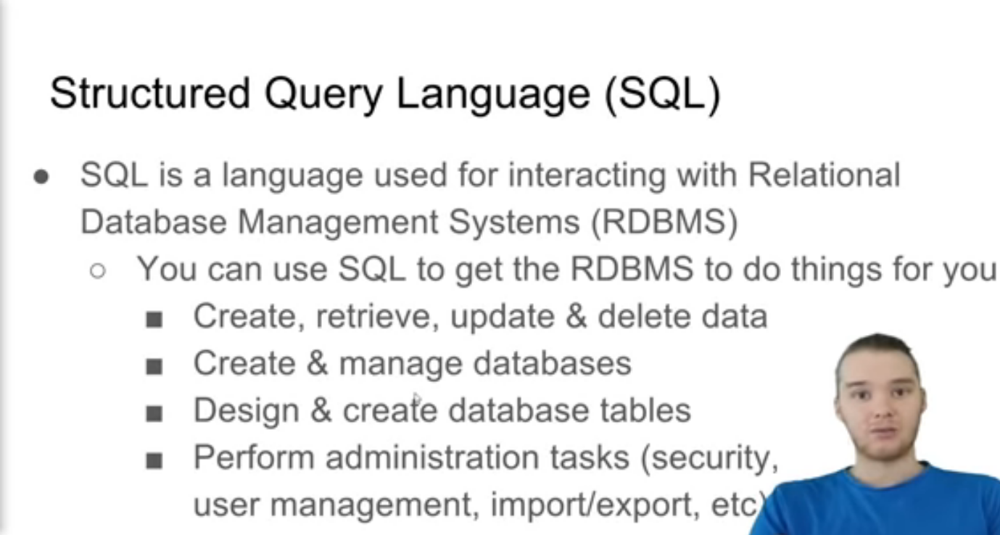 Structured Query Language (SQL)
● SQL is a language used for interacting with Relational
Database Management Systems (RDBMS)
○ You can use SQL to get the RDBMS to do things for you
■ Create, retrieve, update & delete data
■ Create & manage databases
■ Design & create database tables
■ Perform administration tasks (security,
user management, import/export, etc)